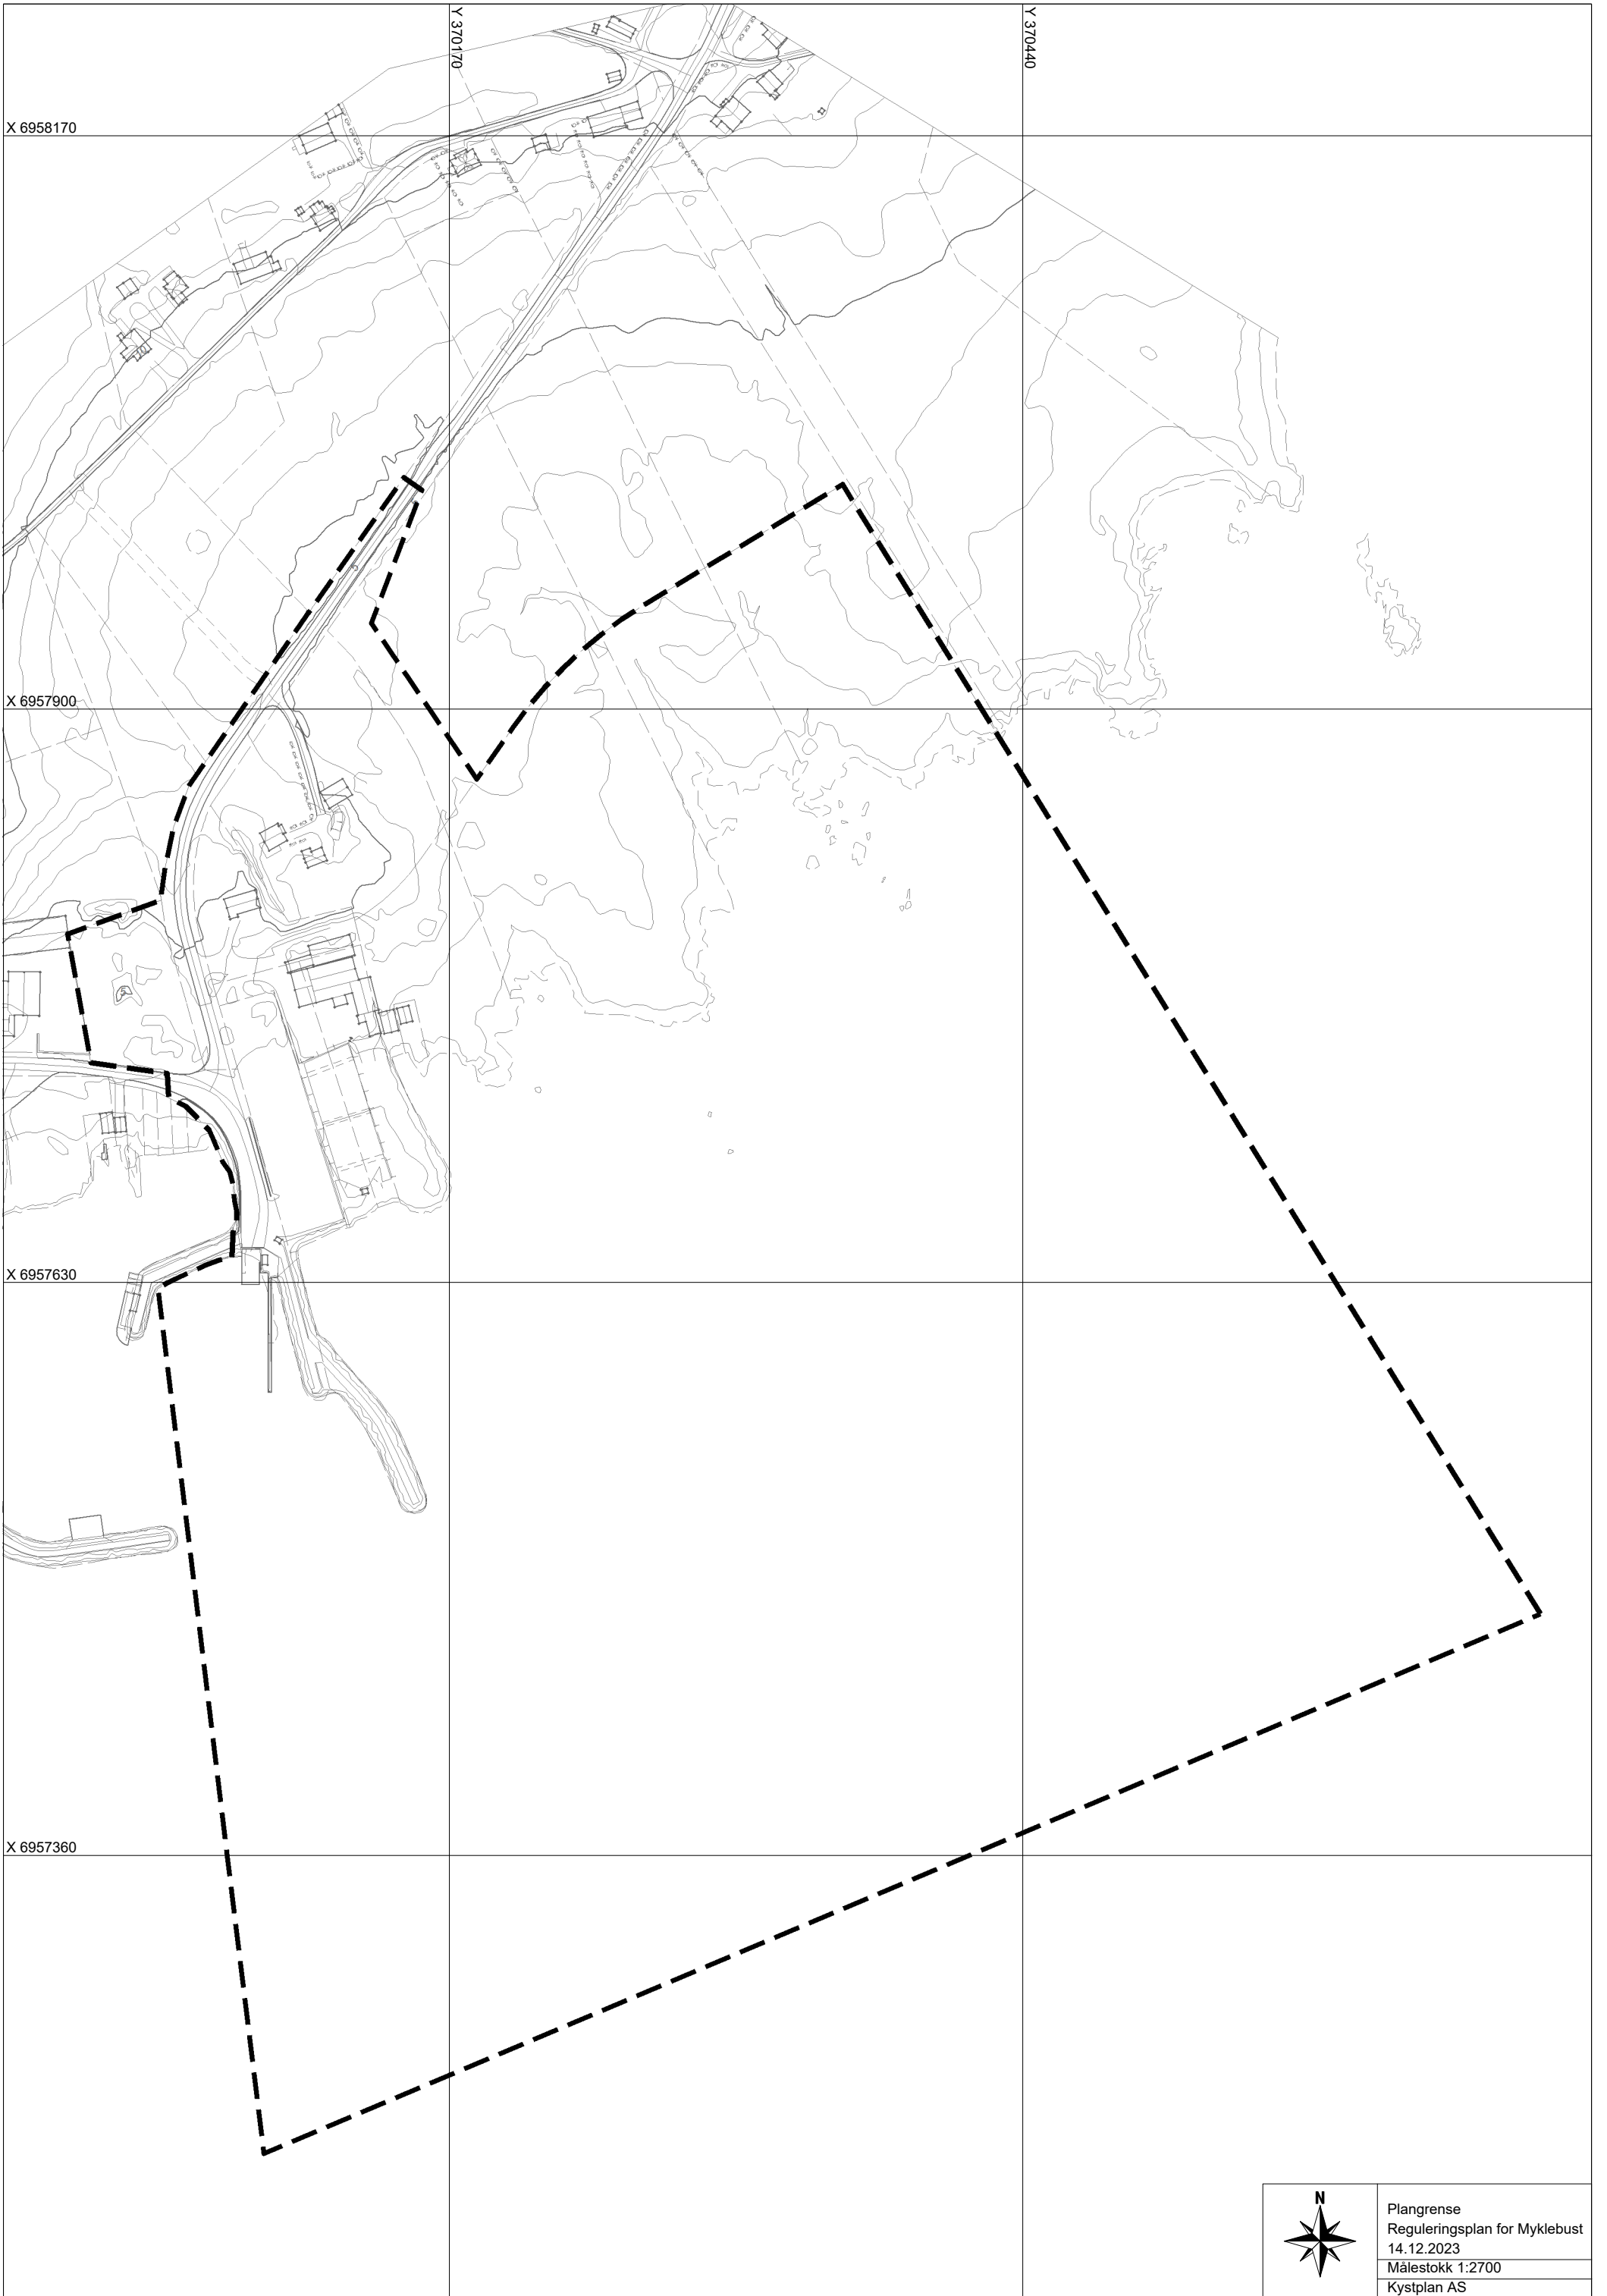 Y 370170
Y 370440
X 6958170
X 6957900
X 6957630
X 6957360
N
Plangrense
Reguleringsplan for Myklebust
14.12.2023
Målestokk 1:2700
Kystplan AS